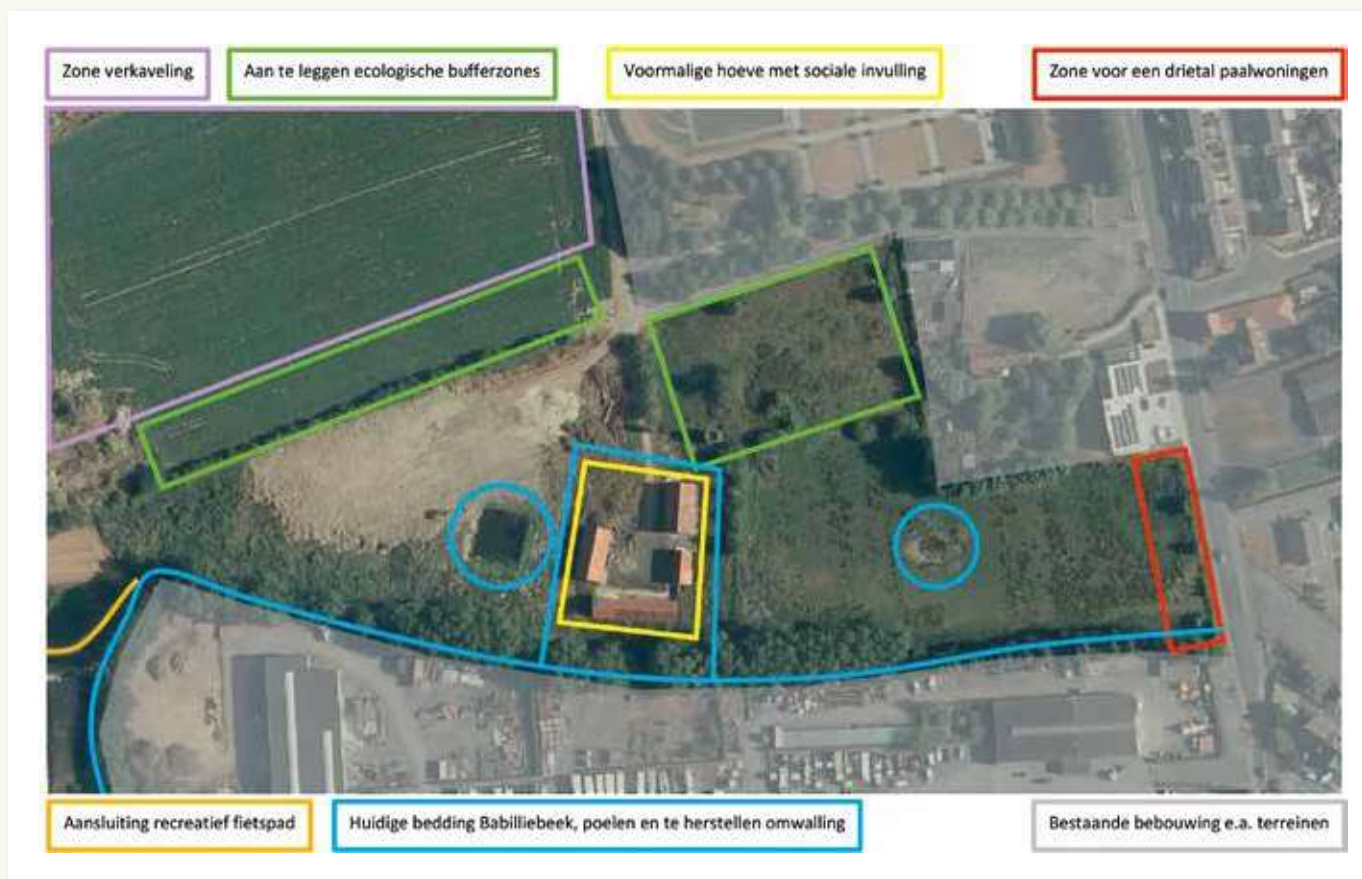 Zone verkaveling
Aan te leggen ecologische bufferzones
Voormalige hoeve met sociale invulling
Zone voor een drietal paalwoningen
Aansluiting recreatief fietspad
Huidige bedding Babilliebeek, poelen en te herstellen omwalling
Bestaande bebouwing e.a. terreinen